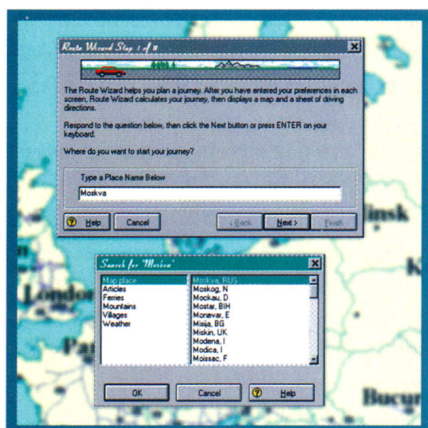 Route Wizard Step 1 of 8
The Route Wizard helps you plan a journey. After you have entered your preferences in each
screen, Route Wizard calculates your journey, then displays a map and a sheet of driving
directions.
Respond to the question below, then click the Next button or press ENTER on your
keyboard.
Where do you want to start your journey?
Type a Place Name Below
Moskva
Help
Cancel
< Back
Next >
Finish
insk
Search for "Moskva"
Map place
Articles
Ferries
Mountains
Villages
Weather
Moskva, RUS
Moskog, N
Mockau, D
Mostar, BIH
Monøvar, E
Misija, BG
Miskin, UK
Modena, I
Modica, I
Moissac, F
OK
Cancel
Help
London
Pa
K
Bucur